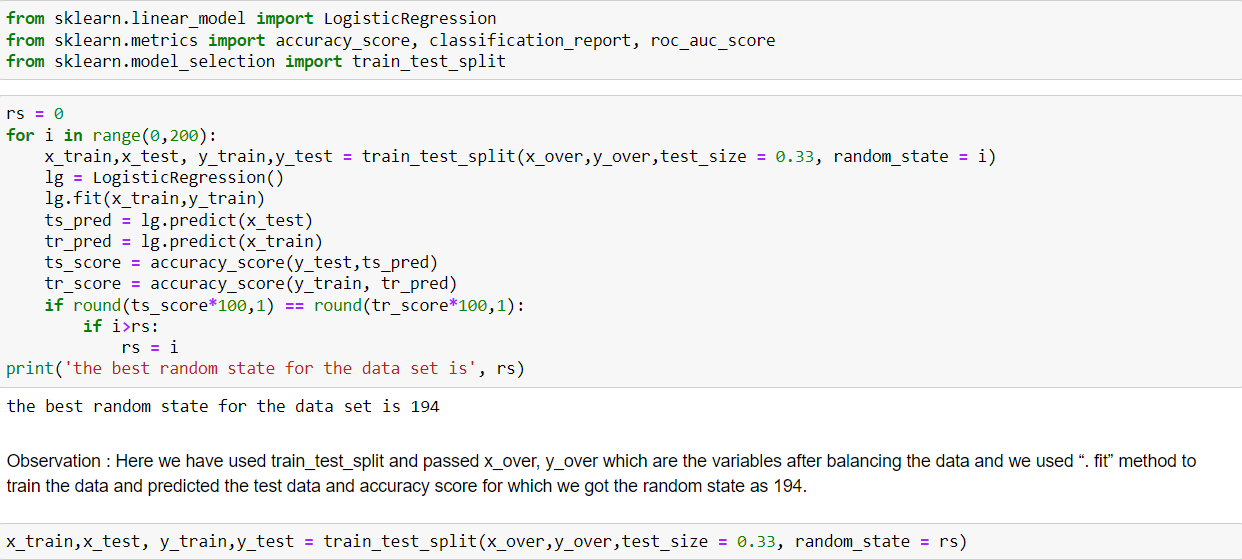 from sklearn.linear_model import LogisticRegression
from sklearn.metrics import accuracy_score, classification_report, roc_auc_score
from sklearn.model_selection import train_test_split
rs = 0
for i in range(0,200):
    x_train,x_test, y_train,y_test = train_test_split(x_over,y_over,test_size = 0.33, random_state = i)
    lg = LogisticRegression()
    lg.fit(x_train,y_train)
    ts_pred = lg.predict(x_test)
    tr_pred = lg.predict(x_train)
    ts_score = accuracy_score(y_test,ts_pred)
    tr_score = accuracy_score(y_train, tr_pred)
    if round(ts_score*100,1) == round(tr_score*100,1):
        if i>rs:
            rs = i
print('the best random state for the data set is', rs)
the best random state for the data set is 194
Observation : Here we have used train_test_split and passed x_over, y_over which are the variables after balancing the data and we used “. fit” method to
train the data and predicted the test data and accuracy score for which we got the random state as 194.
x_train,x_test, y_train,y_test = train_test_split(x_over,y_over,test_size = 0.33, random_state = rs)